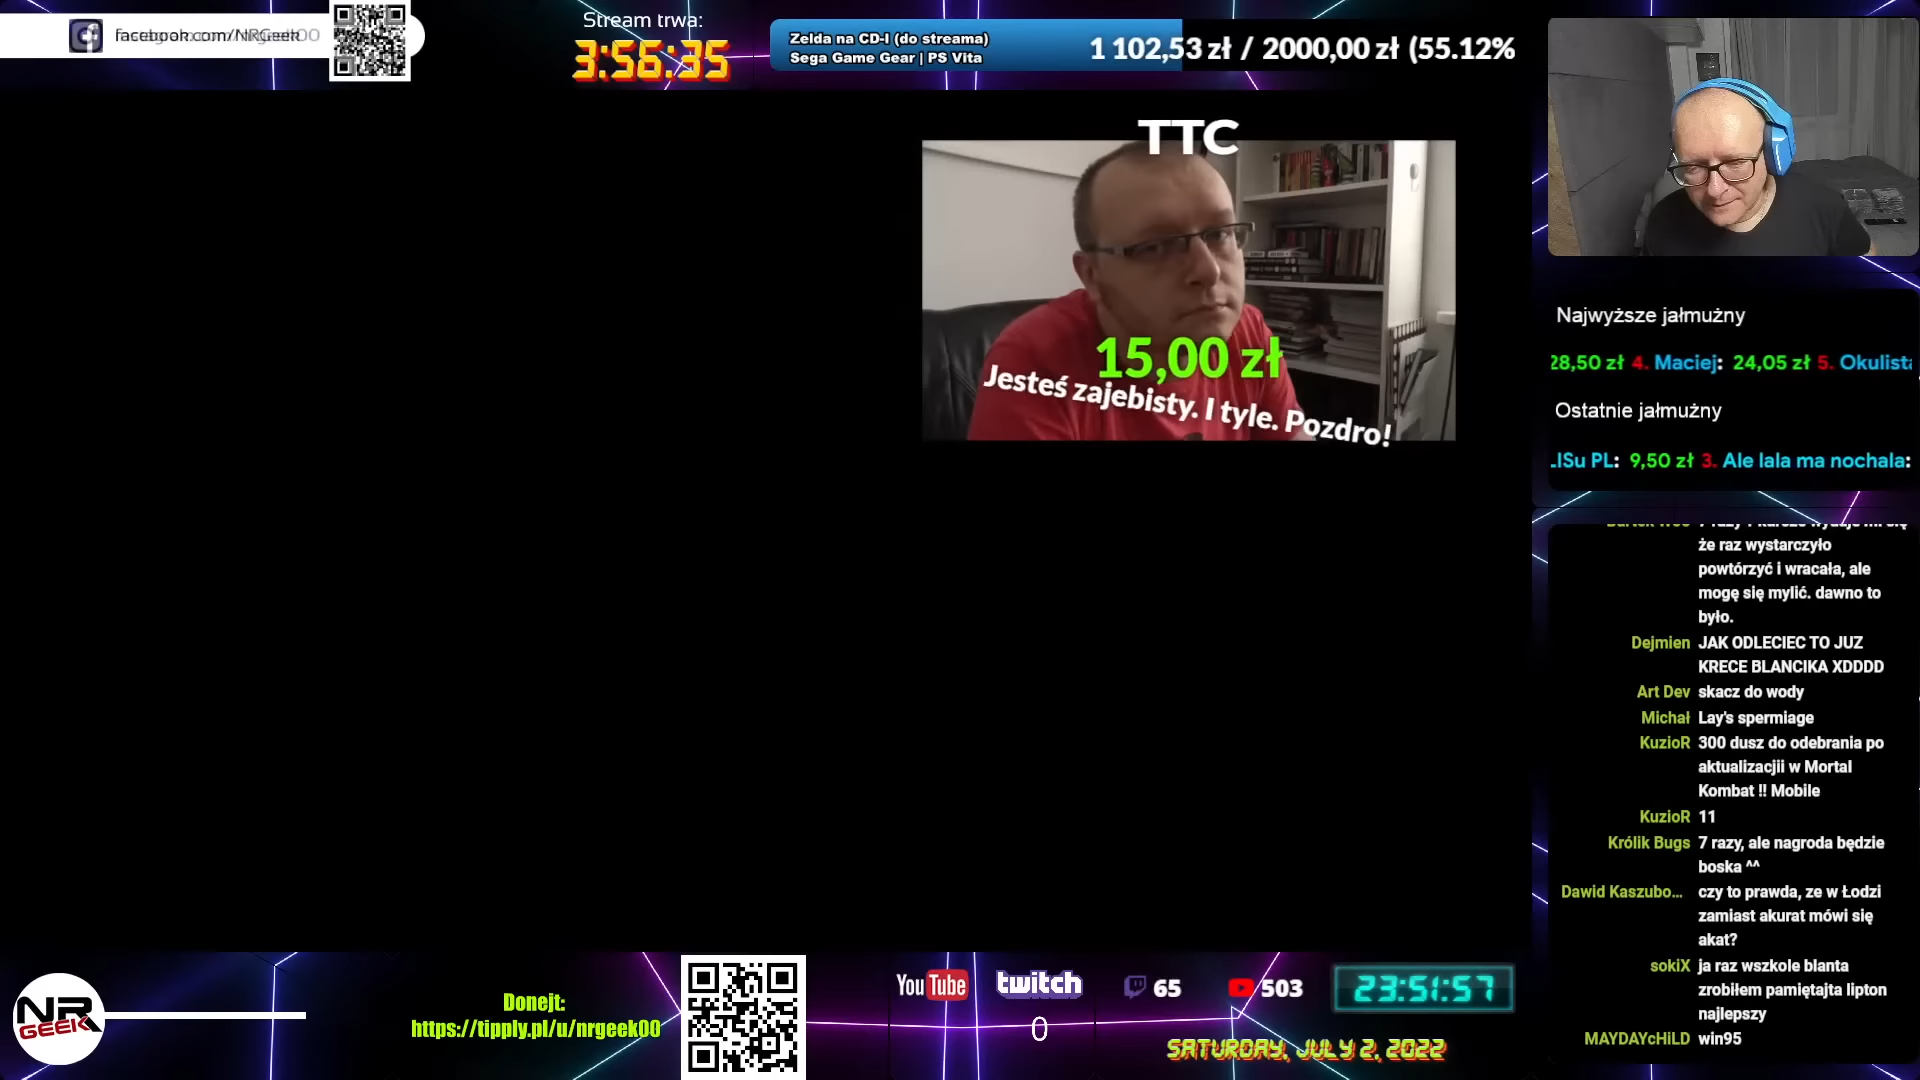 facebook.com/NRGeek00
Stream trwa:
3:56:35
Zelda na CD-I (do streama)
Sega Game Gear | PS Vita
1 102,53 zł / 2000,00 zł (55.12%
TTC
15,00 zł
Jesteś zajebisty. I tyle. Pozdro!
Najwyższe jałmużny
28,50 zł 4. Maciej: 24,05 zł 5. Okulista
Ostatnie jałmużny
LISu PL: 9,50 zł 3. Ale lala ma nochala:
że raz wystarczyło
powtórzyć i wracała, ale
mogę się mylić. dawno to
było.
Dejmien JAK ODLECIEC TO JUZ
KRECE BLANCIKA XDDDD
Art Dev skacz do wody
Michał Lay's spermiage
KuzioR 300 dusz do odebrania po
aktualizacjii w Mortal
Kombat !! Mobile
KuzioR 11
Królik Bugs 7 razy, ale nagroda będzie
boska ^^
Dawid Kaszubo... czy to prawda, ze w Łodzi
zamiast akurat mówi się
akat?
sokiX ja raz wszkole blanta
zrobiłem pamiętajta lipton
najlepszy
MAYDAYcHiLD win95
NR
GEEK
Donejt:
https://tipply.pl/u/nrgeek00
YouTube
twitch
0
65
503
23:51:57
SATURDAY, JULY 2, 2022